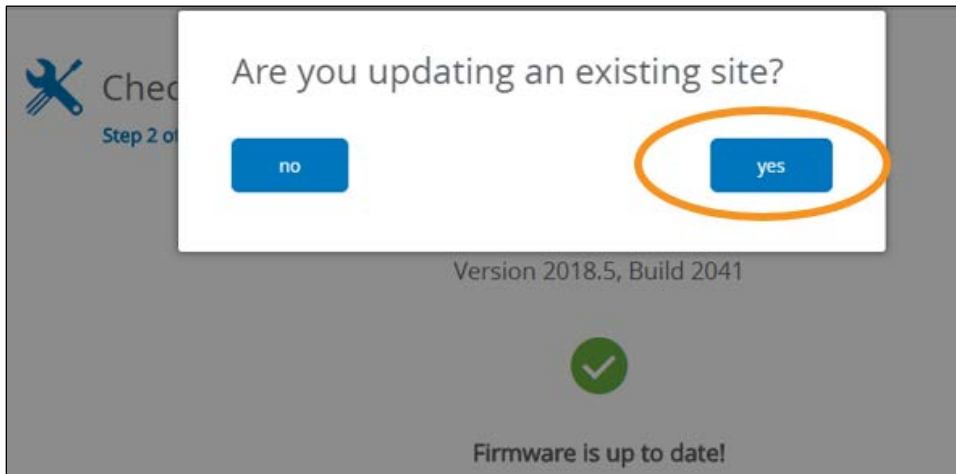 Are you updating an existing site?
Chec
Step 2 of
no
yes
Version 2018.5, Build 2041
Firmware is up to date!